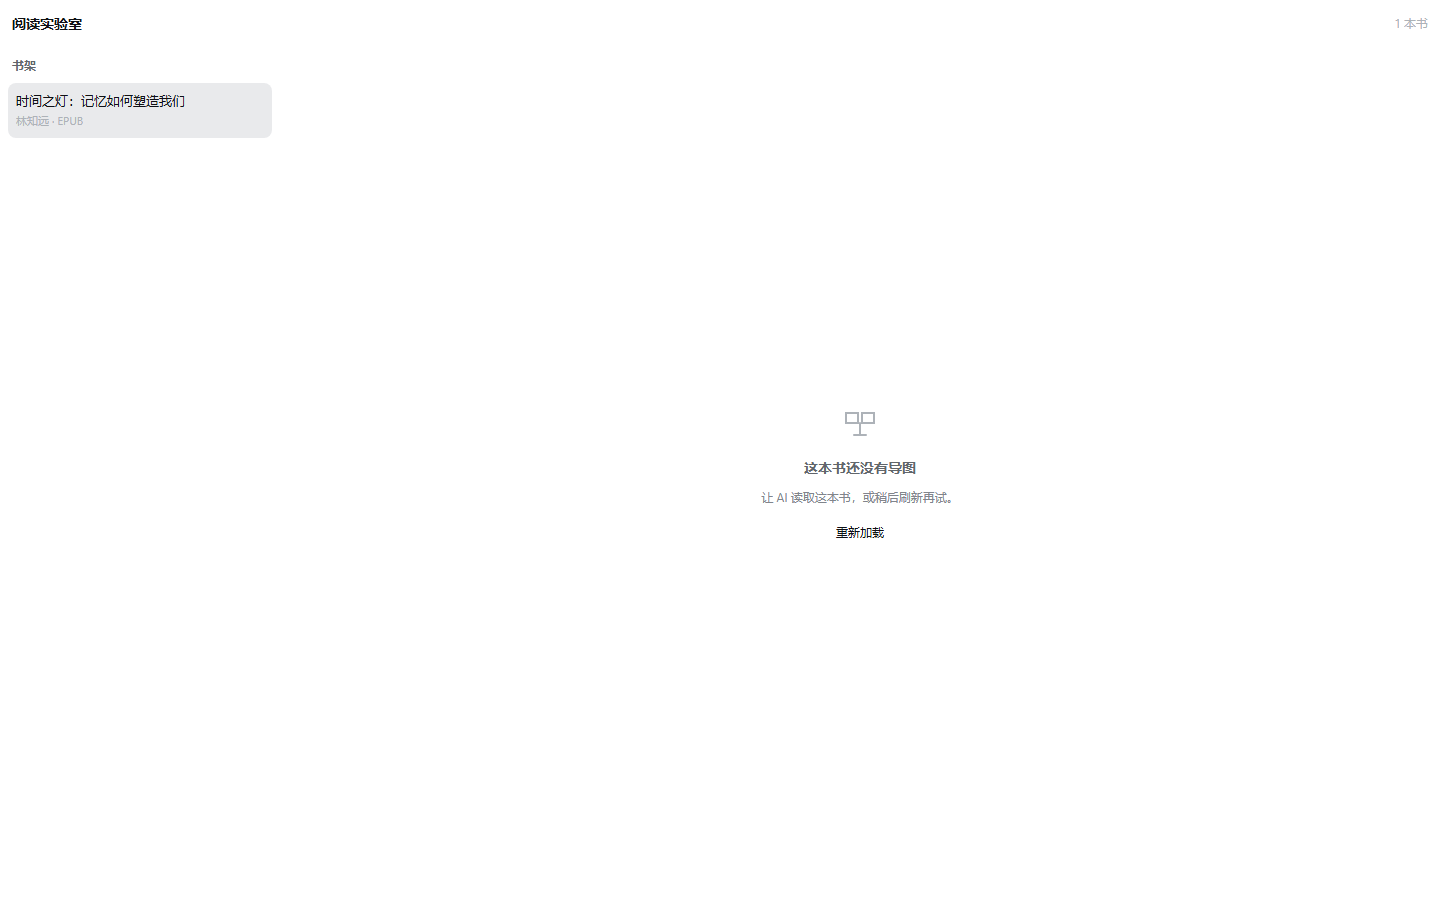 阅读实验室
1 本书
书架
时间之灯：记忆如何塑造我们
林知远 · EPUB
这本书还没有导图
让 AI 读取这本书，或稍后刷新再试。
重新加载